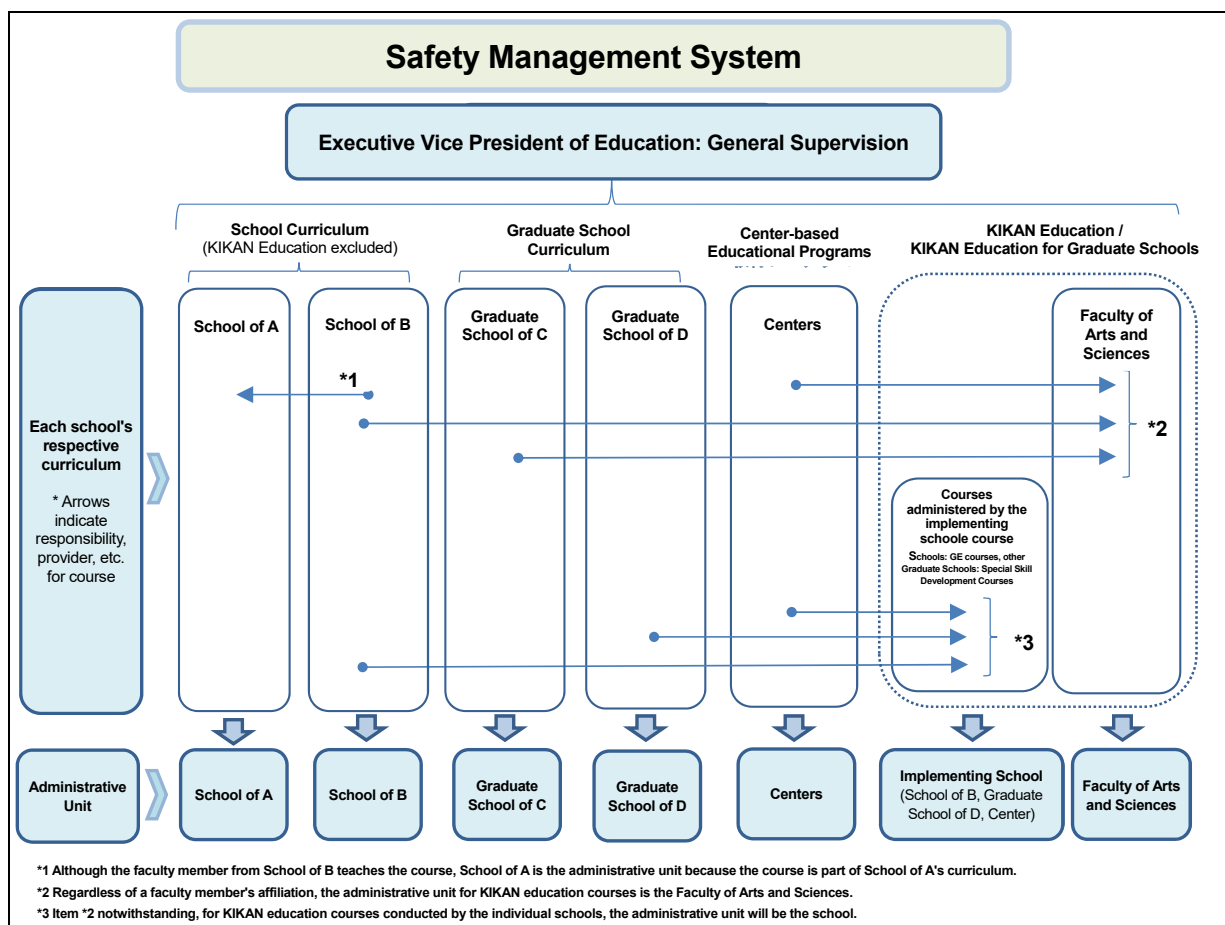 Safety Management System
Executive Vice President of Education: General Supervision
School Curriculum
(KIKAN Education excluded)
Graduate School
Curriculum
Center-based
Educational Programs
KIKAN Education /
KIKAN Education for Graduate Schools
Each school's
respective
curriculum
* Arrows
indicate
responsibility,
provider, etc.
for course
School of A
School of B
Graduate
School of C
Graduate
School of D
Centers
Faculty of
Arts and
Sciences
*1
*2
Courses
administered by the
implementing
schoole course
Schools: GE courses, other
Graduate Schools: Special Skill
Development Courses
*3
Administrative
Unit
School of A
School of B
Graduate
School of C
Graduate
School of D
Centers
Implementing School
(School of B, Graduate
School of D, Center)
Faculty of Arts
and Sciences
*1 Although the faculty member from School of B teaches the course, School of A is the administrative unit because the course is part of School of A's curriculum.
*2 Regardless of a faculty member's affiliation, the administrative unit for KIKAN education courses is the Faculty of Arts and Sciences.
*3 Item *2 notwithstanding, for KIKAN education courses conducted by the individual schools, the administrative unit will be the school.